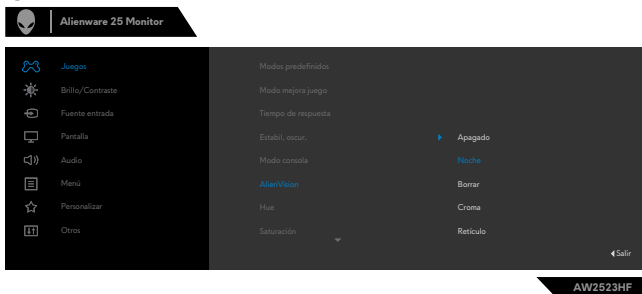 Alienware 25 Monitor
Juegos
Brillo/Contraste
Fuente entrada
Pantalla
Audio
Menú
Personalizar
Otros
Modos predefinidos
Modo mejora juego
Tiempo de respuesta
Estabil. oscur.
Modo consola
AlienVision
Hue
Saturación
Apagado
Noche
Borrar
Croma
Retículo
Salir
AW2523HF